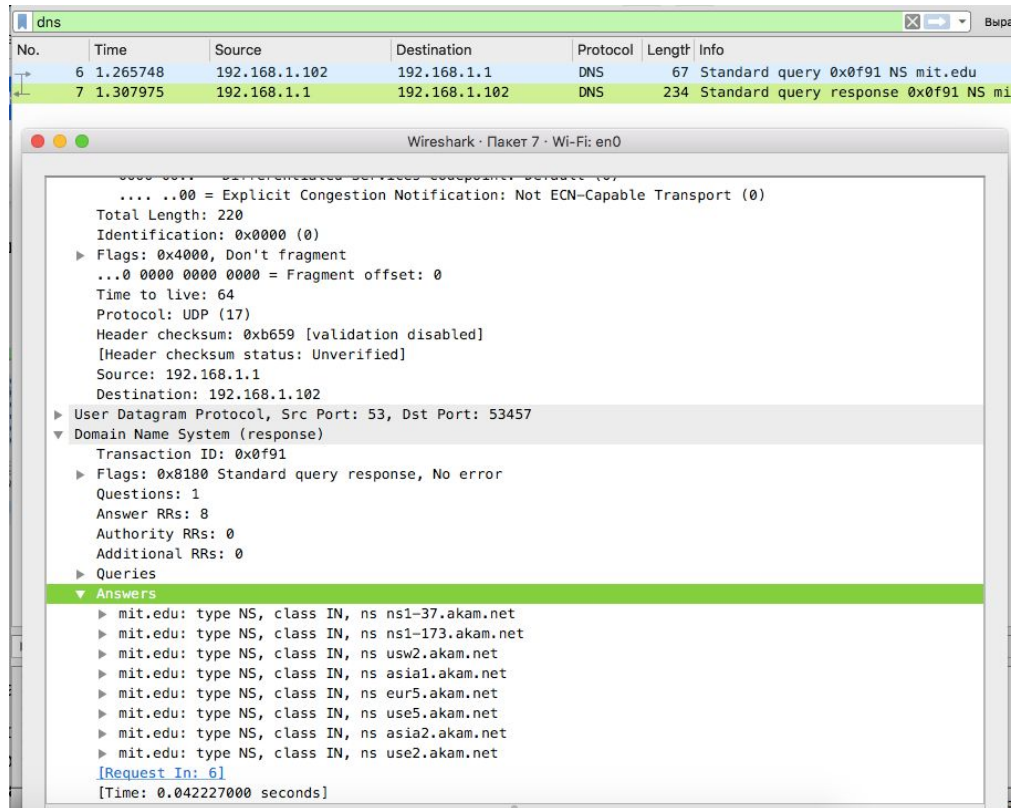 dns
Выра
No. Time Source Destination Protocol Length Info
6 1.265748 192.168.1.102 192.168.1.1 DNS 67 Standard query 0x0f91 NS mit.edu
7 1.307975 192.168.1.1 192.168.1.102 DNS 234 Standard query response 0x0f91 NS mi
Wireshark · Пакет 7 · Wi-Fi: en0
.... ..00 = Explicit Congestion Notification: Not ECN-Capable Transport (0)
Total Length: 220
Identification: 0x0000 (0)
Flags: 0x4000, Don't fragment
...0 0000 0000 0000 = Fragment offset: 0
Time to live: 64
Protocol: UDP (17)
Header checksum: 0xb659 [validation disabled]
[Header checksum status: Unverified]
Source: 192.168.1.1
Destination: 192.168.1.102
User Datagram Protocol, Src Port: 53, Dst Port: 53457
Domain Name System (response)
Transaction ID: 0x0f91
Flags: 0x8180 Standard query response, No error
Questions: 1
Answer RRs: 8
Authority RRs: 0
Additional RRs: 0
Queries
Answers
mit.edu: type NS, class IN, ns ns1-37.akam.net
mit.edu: type NS, class IN, ns ns1-173.akam.net
mit.edu: type NS, class IN, ns usw2.akam.net
mit.edu: type NS, class IN, ns asia1.akam.net
mit.edu: type NS, class IN, ns eur5.akam.net
mit.edu: type NS, class IN, ns use5.akam.net
mit.edu: type NS, class IN, ns asia2.akam.net
mit.edu: type NS, class IN, ns use2.akam.net
[Request In: 6]
[Time: 0.042227000 seconds]